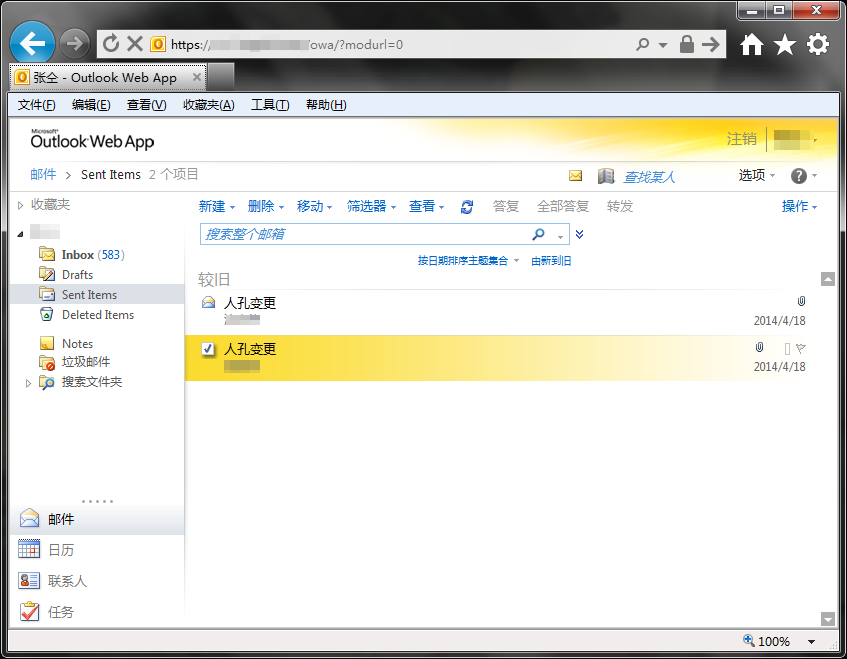 https:// /owa/?modurl=0
张仝 - Outlook Web App
文件(F) 编辑(E) 查看(V) 收藏夹(A) 工具(T) 帮助(H)
Microsoft®
Outlook Web App
注销
邮件 > Sent Items 2 个项目
查找某人 选项
收藏夹
新建 删除 移动 筛选器 查看 答复 全部答复 转发 操作
搜索整个邮箱
Inbox (583)
Drafts
Sent Items
Deleted Items
Notes
垃圾邮件
搜索文件夹
按日期排序主题集合 由新到旧
较旧
人孔变更
2014/4/18
人孔变更
2014/4/18
邮件
日历
联系人
任务
100%